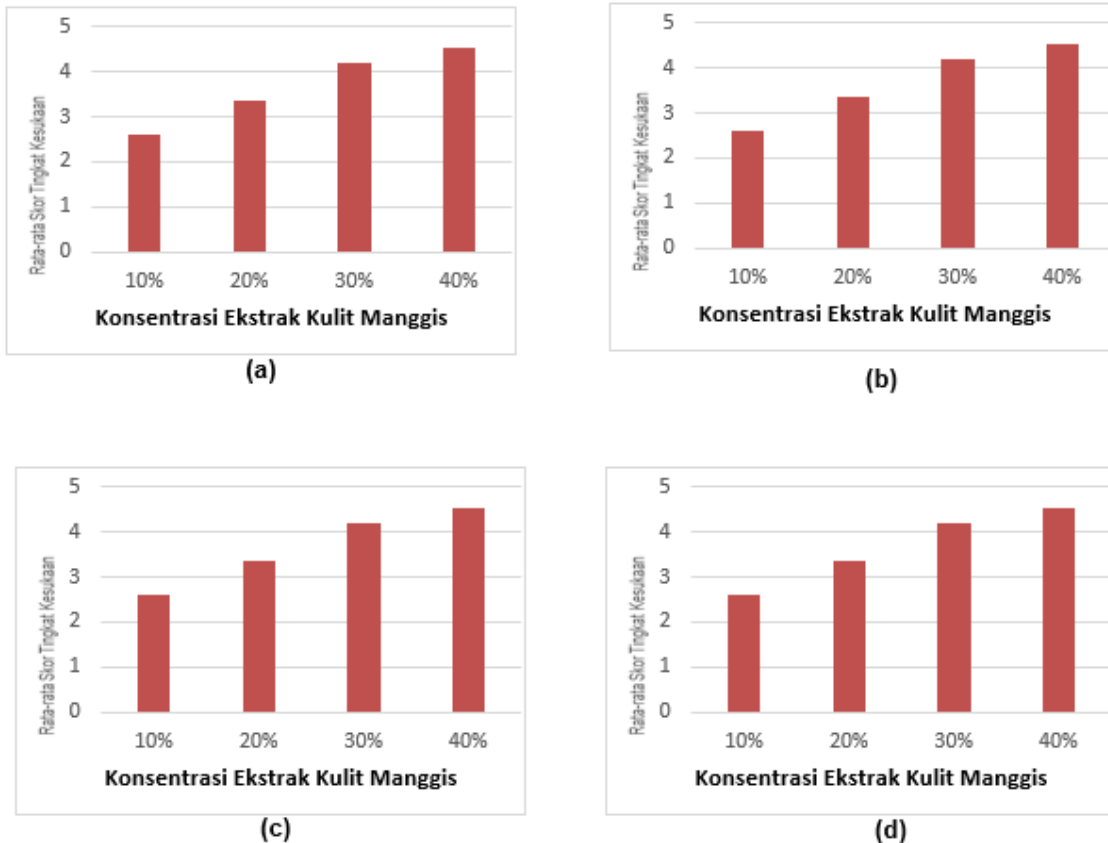 Rata-rata Skor Tingkat Kesukaan
5
4
3
2
1
0
10% 20% 30% 40%
Konsentrasi Ekstrak Kulit Manggis
(a)
Rata-rata Skor Tingkat Kesukaan
5
4
3
2
1
0
10% 20% 30% 40%
Konsentrasi Ekstrak Kulit Manggis
(b)
Rata-rata Skor Tingkat Kesukaan
5
4
3
2
1
0
10% 20% 30% 40%
Konsentrasi Ekstrak Kulit Manggis
(c)
Rata-rata Skor Tingkat Kesukaan
5
4
3
2
1
0
10% 20% 30% 40%
Konsentrasi Ekstrak Kulit Manggis
(d)